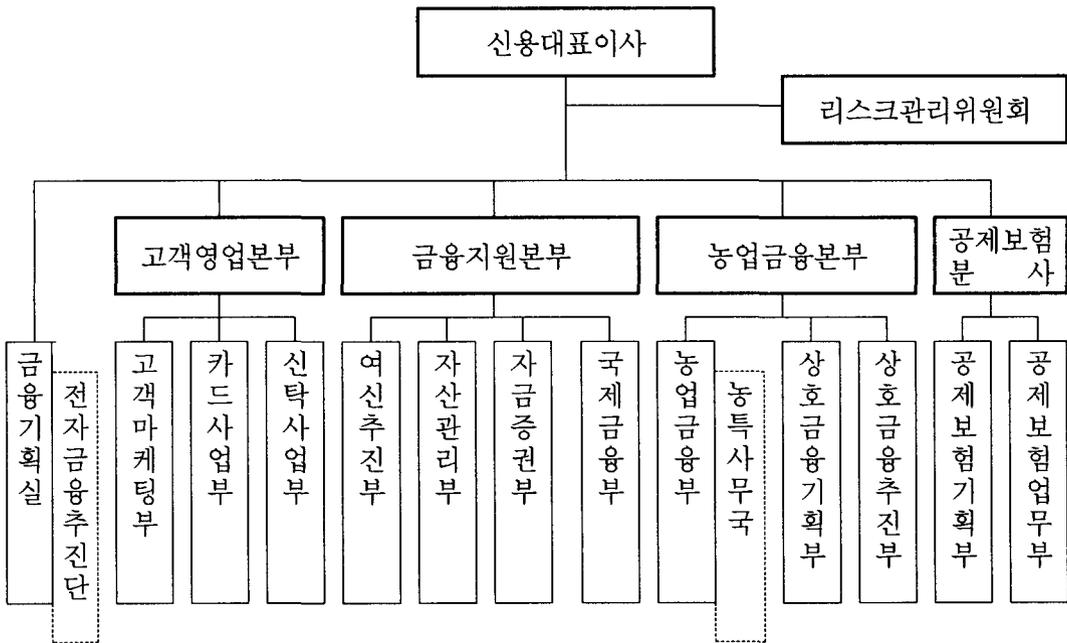 신용대표이사
리스크관리위원회
고객영업본부
금융지원본부
농업금융본부
공제보험
분 사
금융기획실
전자금융추진단
고객마케팅부
카드사업부
신탁사업부
여신추진부
자산관리부
자금증권부
국제금융부
농업금융부
농특사무국
상호금융기획부
상호금융추진부
공제보험기획부
공제보험업무부